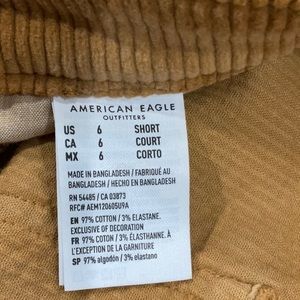 AMERICAN EAGLE
OUTFITTERS
US 6 SHORT
CA 6 COURT
MX 6 CORTO
MADE IN BANGLADESH / FABRIQUÉ AU
BANGLADESH / HECHO EN BANGLADESH
RN 54485 / CA 03873
RFC# AEM120605U9A
EN 97% COTTON / 3% ELASTANE.
EXCLUSIVE OF DECORATION
FR 97% COTON / 3% ÉLASTHANNE. À
L'EXCEPTION DE LA GARNITURE
SP 97% algodón / 3% elastano